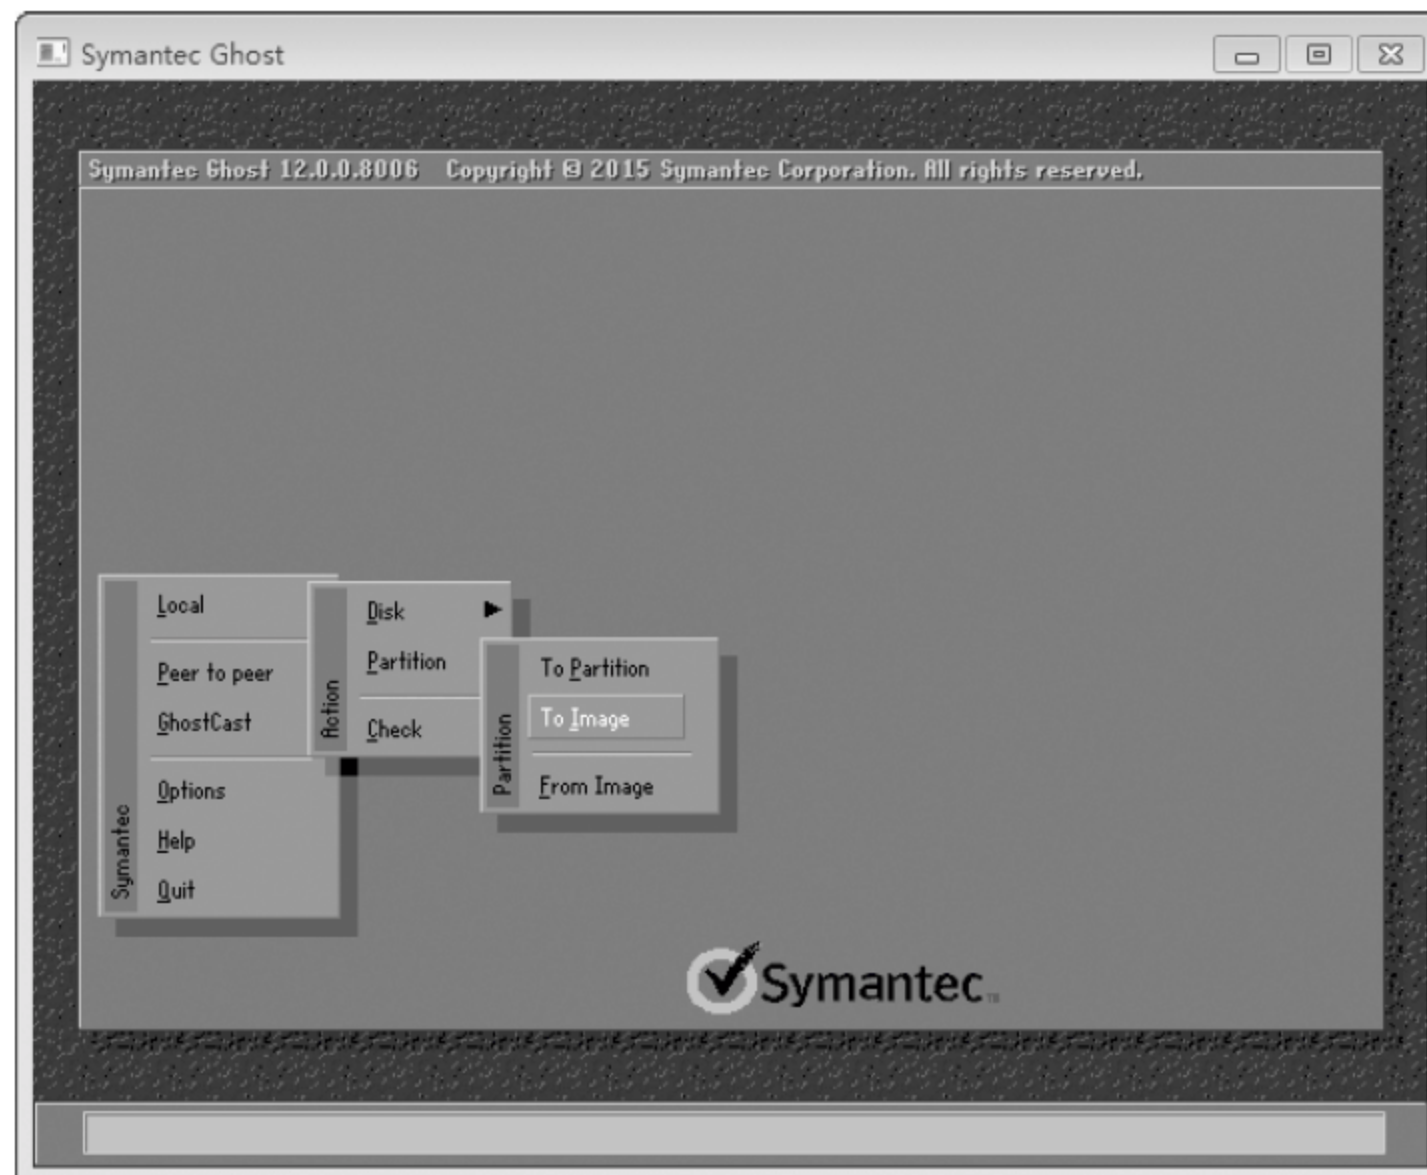 Symantec Ghost
Symantec Ghost 12.0.0.8006 Copyright © 2015 Symantec Corporation. All rights reserved.
Local
Peer to peer
GhostCast
Options
Help
Quit
Symantec
Disk
Partition
Check
Action
To Partition
To Image
From Image
Partition
Symantec